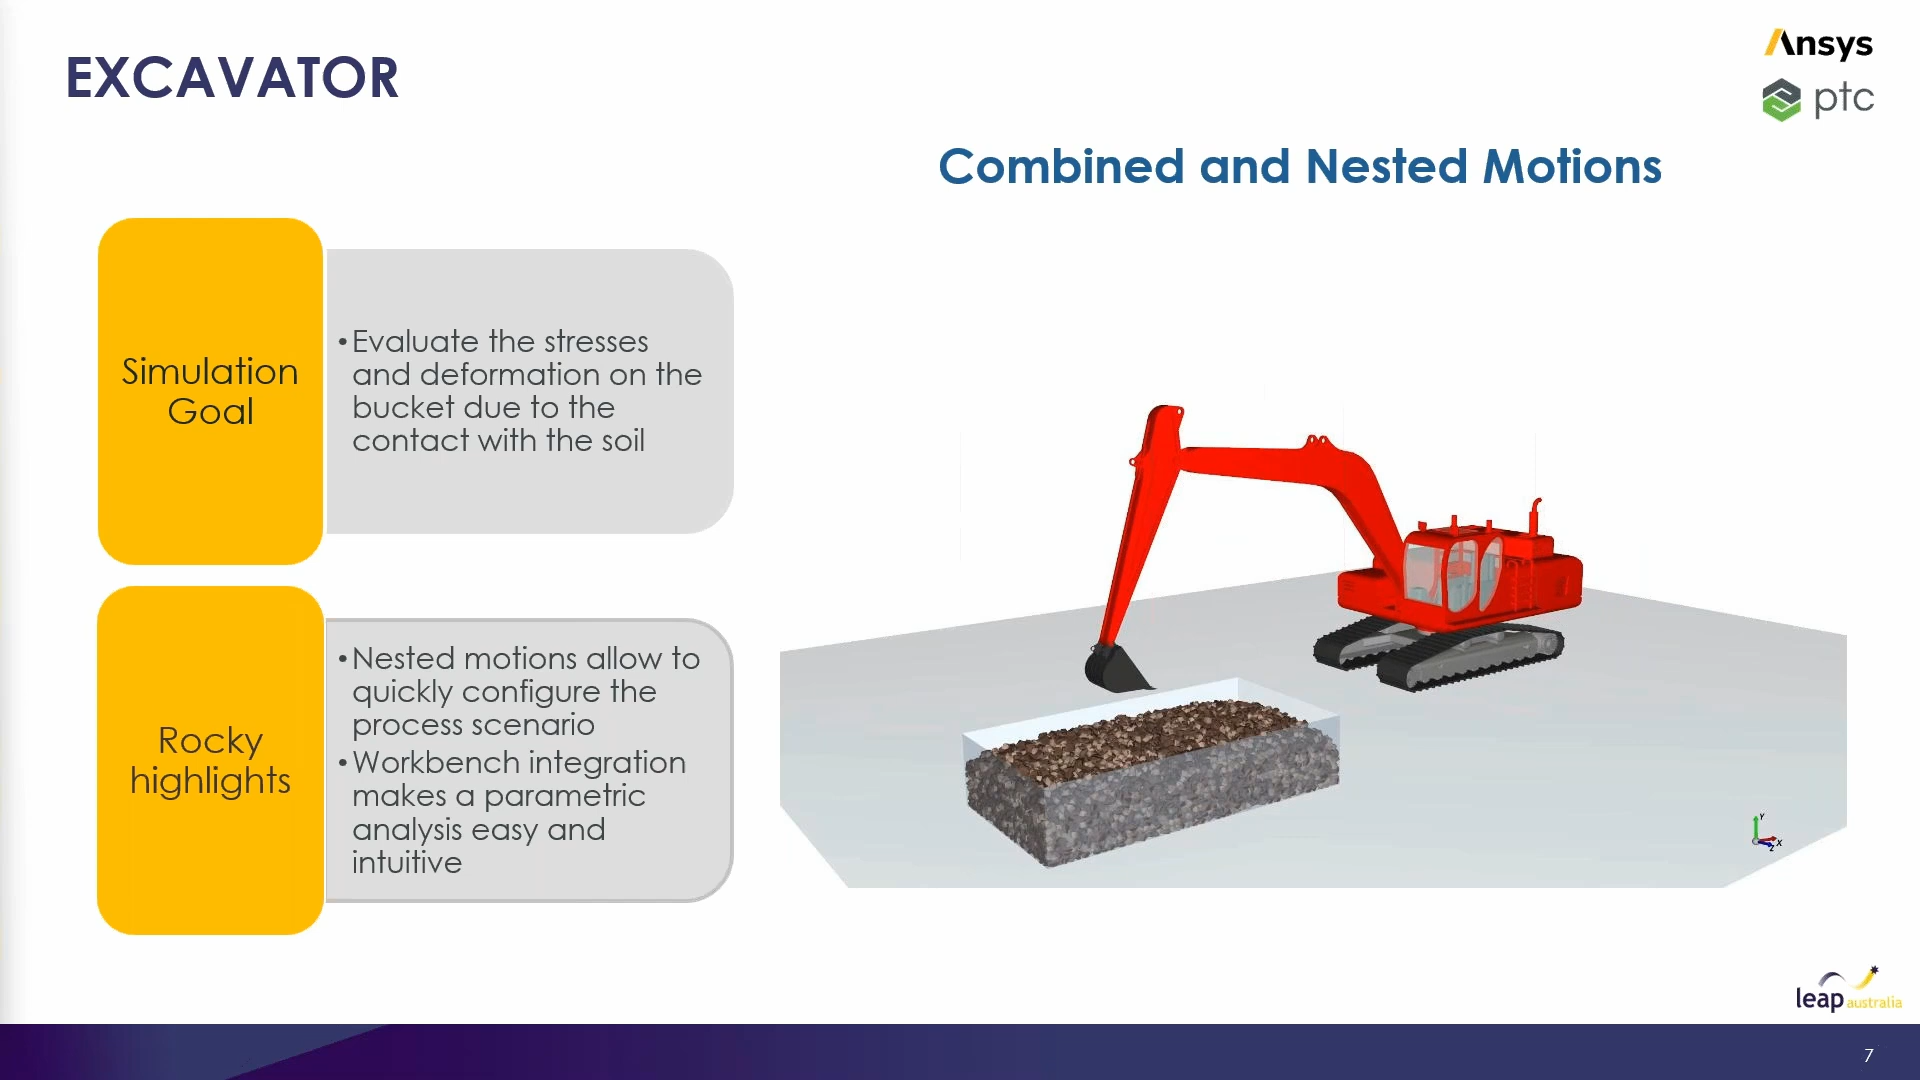 EXCAVATOR
Ansys
ptc
Combined and Nested Motions
Simulation
Goal
•Evaluate the stresses
and deformation on the
bucket due to the
contact with the soil
Rocky
highlights
•Nested motions allow to
quickly configure the
process scenario
•Workbench integration
makes a parametric
analysis easy and
intuitive
Y
X
Z
leap australia
7